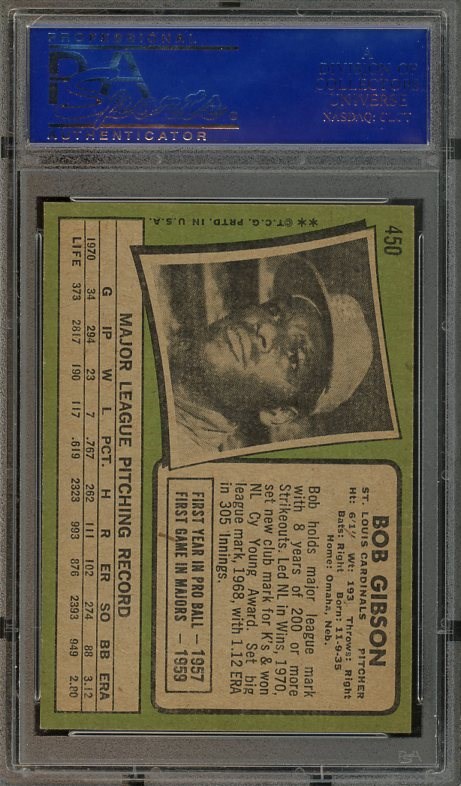 PROFESSIONAL
PSA
Sports
AUTHENTICATOR
A
DIVISION OF
COLLECTORS
UNIVERSE
NASDAQ: CLCT
450
**©T.C.G. PRTD. IN U.S.A.
BOB GIBSON
ST. LOUIS CARDINALS PITCHER
Ht: 6'1½" Wt: 193 Throws: Right
Bats: Right Born: 11-9-35
Home: Omaha, Neb.
Bob holds major league mark
with 8 years of 200 or more
Strikeouts. Led NL in Wins, 1970,
set new club mark for K's & won
NL Cy Young Award. Set big
league mark, 1968, with 1.12 ERA
in 305 Innings.
FIRST YEAR IN PRO BALL — 1957
FIRST GAME IN MAJORS — 1959
MAJOR LEAGUE PITCHING RECORD
G IP W L PCT. H R ER SO BB ERA
1970 34 294 23 7 .767 262 111 102 274 88 3.12
LIFE 373 2817 190 117 .619 2323 993 876 2393 949 2.80
PSA